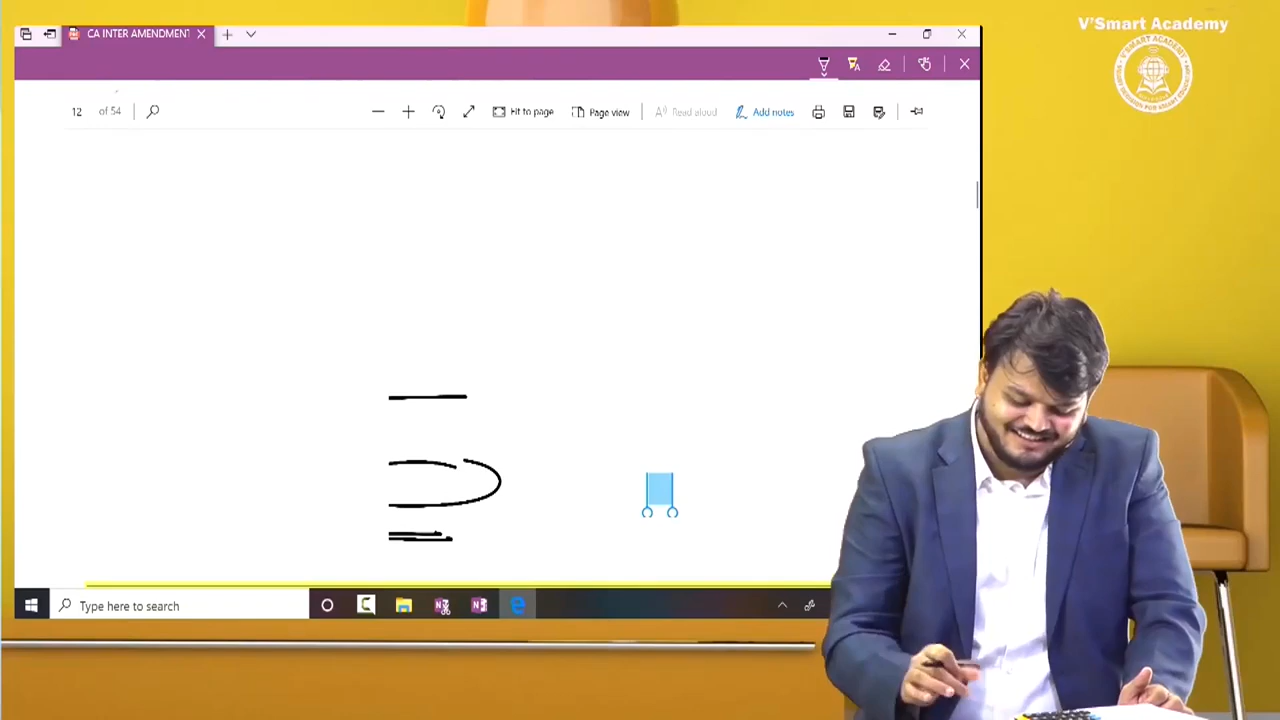 V'Smart Academy
CA INTER AMENDMENT
12 of 54
Fit to page
Page view
Read aloud
Add notes
Type here to search